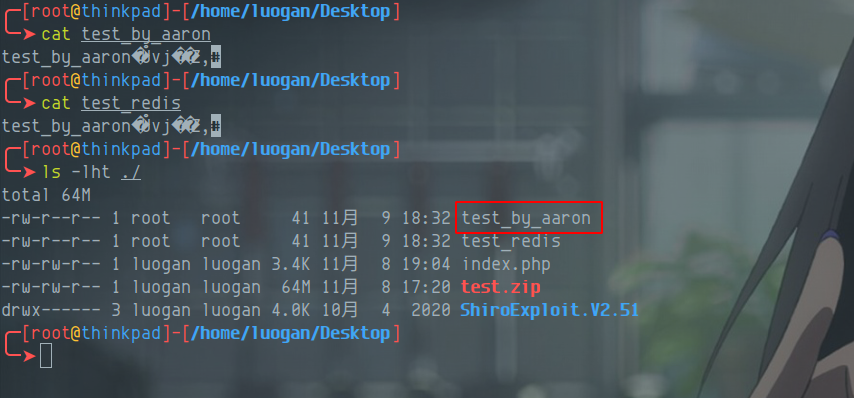 [root@thinkpad]-[/home/luogan/Desktop]
cat test_by_aaron
test_by_aaron�vj��Z,#
[root@thinkpad]-[/home/luogan/Desktop]
cat test_redis
test_by_aaron�vj��Z,#
[root@thinkpad]-[/home/luogan/Desktop]
ls -lht ./
total 64M
-rw-r--r-- 1 root   root     41 11月  9 18:32 test_by_aaron
-rw-r--r-- 1 root   root     41 11月  9 18:32 test_redis
-rw-rw-r-- 1 luogan luogan 3.4K 11月  8 19:04 index.php
-rw-rw-r-- 1 luogan luogan  64M 11月  8 17:20 test.zip
drwx------ 3 luogan luogan 4.0K 10月  4  2020 ShiroExploit.V2.51
[root@thinkpad]-[/home/luogan/Desktop]